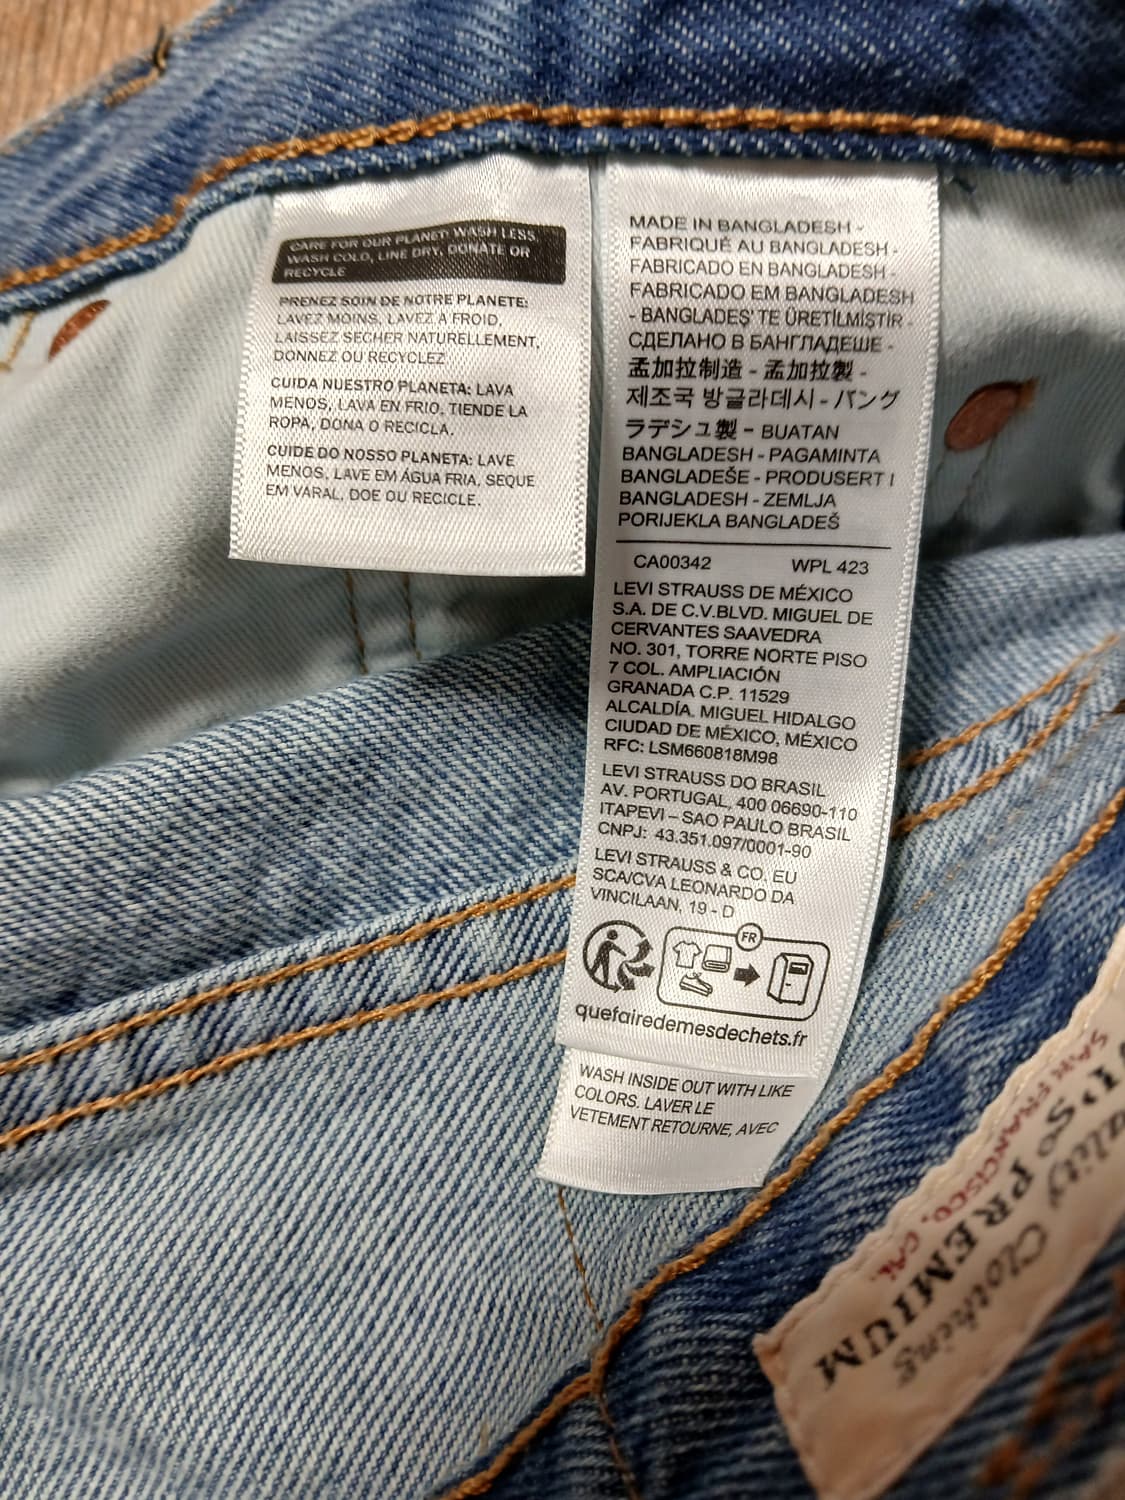 CARE FOR OUR PLANET: WASH LESS,
WASH COLD, LINE DRY, DONATE OR
RECYCLE
PRENEZ SOIN DE NOTRE PLANETE:
LAVEZ MOINS, LAVEZ A FROID,
LAISSEZ SECHER NATURELLEMENT,
DONNEZ OU RECYCLEZ
CUIDA NUESTRO PLANETA: LAVA
MENOS, LAVA EN FRIO, TIENDE LA
ROPA, DONA O RECICLA.
CUIDE DO NOSSO PLANETA: LAVE
MENOS, LAVE EM ÁGUA FRIA, SEQUE
EM VARAL, DOE OU RECICLE.
MADE IN BANGLADESH -
FABRIQUÉ AU BANGLADESH -
FABRICADO EN BANGLADESH -
FABRICADO EM BANGLADESH
- BANGLADEŞ' TE ÜRETİLMİŞTİR -
СДЕЛАНО В БАНГЛАДЕШЕ -
孟加拉制造 - 孟加拉製 -
제조국 방글라데시 - バング
ラデシュ製 - BUATAN
BANGLADESH - PAGAMINTA
BANGLADEŠE - PRODUSERT I
BANGLADESH - ZEMLJA
PORIJEKLA BANGLADEŠ
CA00342 WPL 423
LEVI STRAUSS DE MÉXICO
S.A. DE C.V.BLVD. MIGUEL DE
CERVANTES SAAVEDRA
NO. 301, TORRE NORTE PISO
7 COL. AMPLIACIÓN
GRANADA C.P. 11529
ALCALDÍA. MIGUEL HIDALGO
CIUDAD DE MÉXICO, MÉXICO
RFC: LSM660818M98
LEVI STRAUSS DO BRASIL
AV. PORTUGAL, 400 06690-110
ITAPEVI – SAO PAULO BRASIL
CNPJ: 43.351.097/0001-90
LEVI STRAUSS & CO. EU
SCA/CVA LEONARDO DA
VINCILAAN, 19 - D
FR
quefairedemesdechets.fr
WASH INSIDE OUT WITH LIKE
COLORS. LAVER LE
VETEMENT RETOURNE, AVEC
SAN FRANCISCO, CAL.
PREMIUM
Clothing